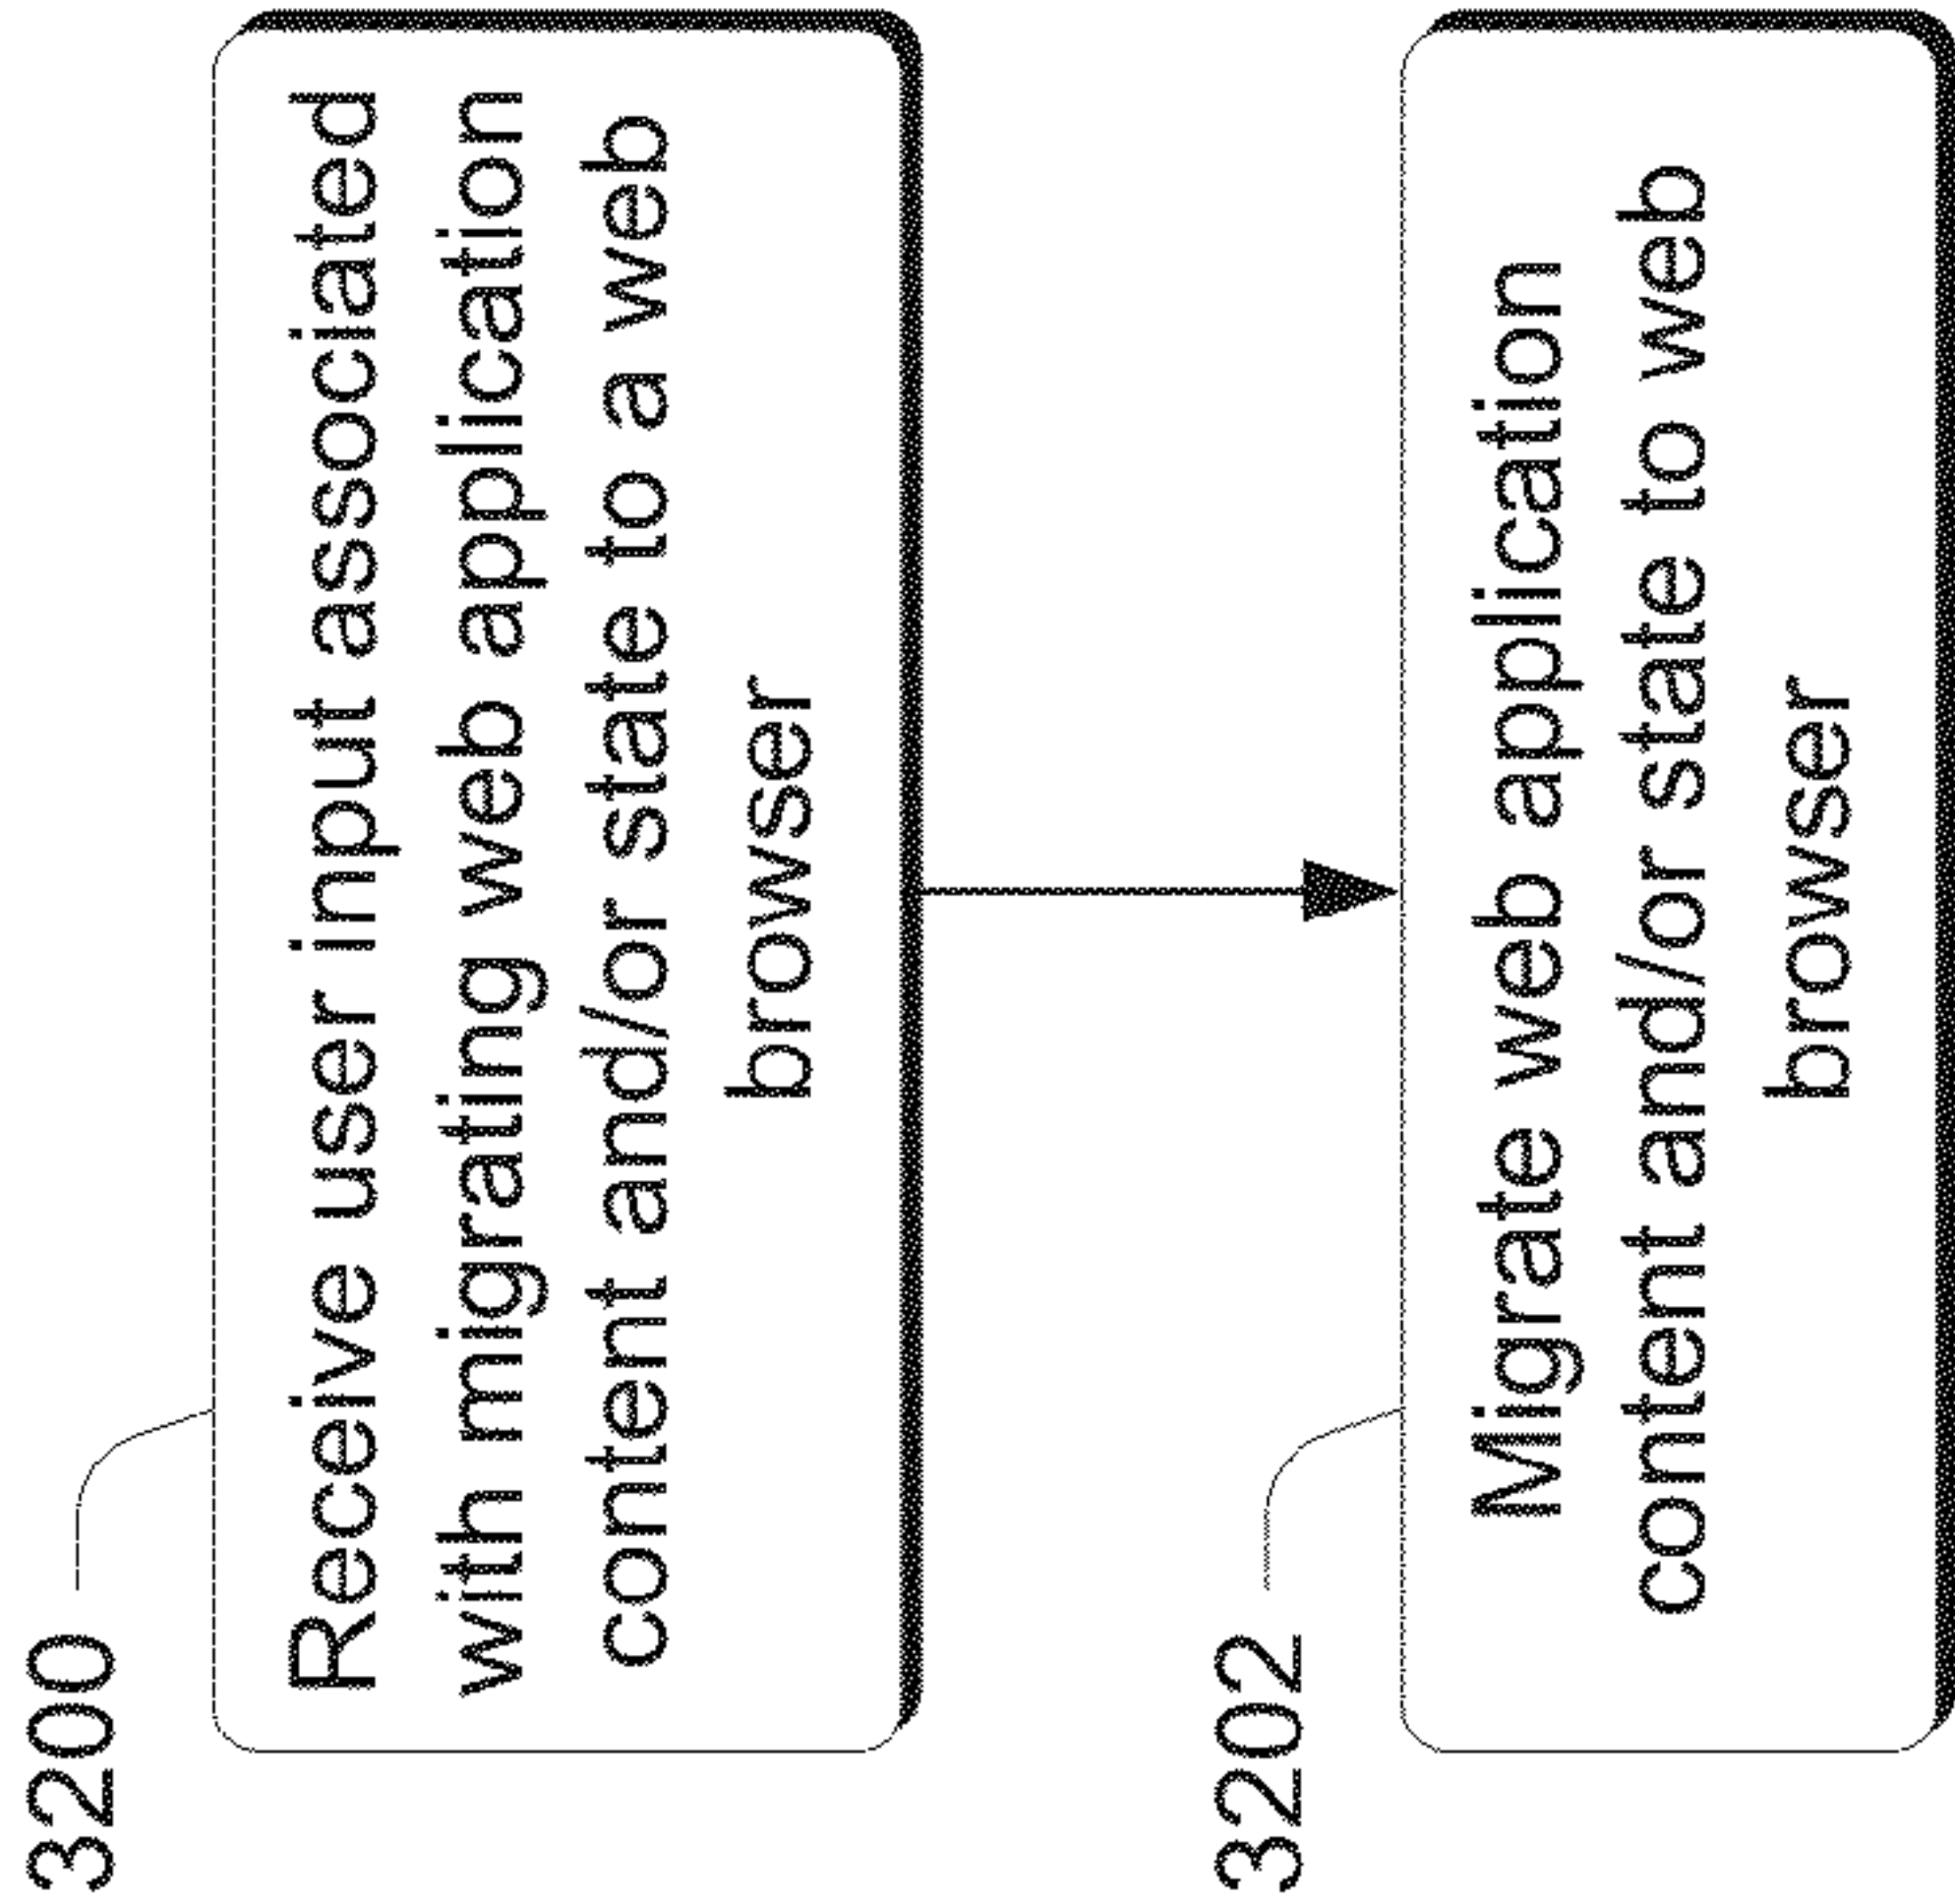 3200
Receive user input associated
with migrating web application
content and/or state to a web
browser
3202
Migrate web application
content and/or state to web
browser